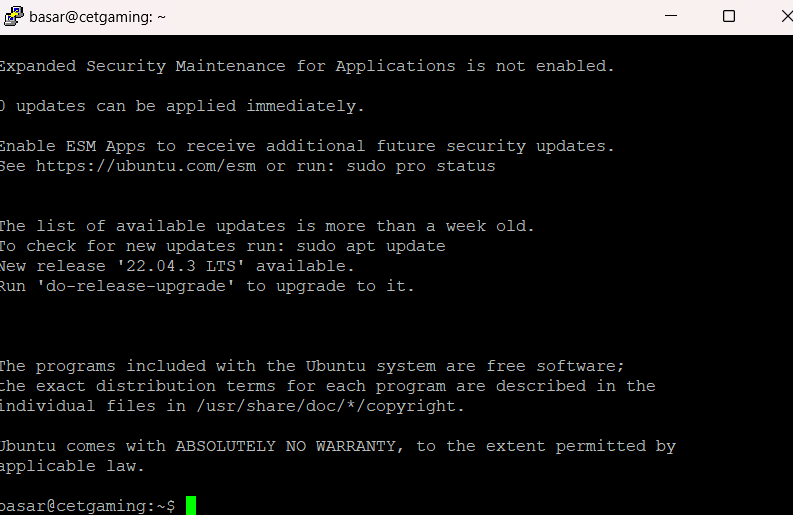 basar@cetgaming: ~
Expanded Security Maintenance for Applications is not enabled.
0 updates can be applied immediately.
Enable ESM Apps to receive additional future security updates.
See https://ubuntu.com/esm or run: sudo pro status
The list of available updates is more than a week old.
To check for new updates run: sudo apt update
New release '22.04.3 LTS' available.
Run 'do-release-upgrade' to upgrade to it.
The programs included with the Ubuntu system are free software;
the exact distribution terms for each program are described in the
individual files in /usr/share/doc/*/copyright.
Ubuntu comes with ABSOLUTELY NO WARRANTY, to the extent permitted by
applicable law.
basar@cetgaming:~$